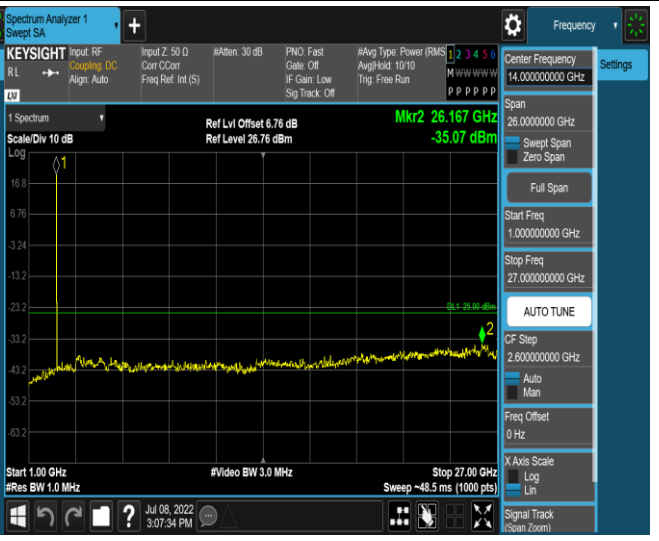 Spectrum Analyzer 1
Swept SA
+
Frequency
KEYSIGHT
Input: RF
Input Z: 50 Ω
#Atten: 30 dB
PNO: Fast
#Avg Type: Power (RMS
1 2 3 4 5 6
RL
Coupling: DC
Corr CCorr
Gate: Off
Avg|Hold: 10/10
M W W W W W
Align: Auto
Freq Ref: Int (S)
IF Gain: Low
Trig: Free Run
Sig Track: Off
P P P P P P
LXI
1 Spectrum
Ref Lvl Offset 6.76 dB
Mkr2 26.167 GHz
Scale/Div 10 dB
Ref Level 26.76 dBm
-35.07 dBm
Log
1
16.8
6.76
-3.24
-13.2
-23.2
DL1 -25.00 dBm
-33.2
2
-43.2
-53.2
-63.2
Start 1.00 GHz
#Video BW 3.0 MHz
Stop 27.00 GHz
#Res BW 1.0 MHz
Sweep ~48.5 ms (1000 pts)
?
Jul 08, 2022
3:07:34 PM
Center Frequency
14.000000000 GHz
Settings
Span
26.0000000 GHz
Swept Span
Zero Span
Full Span
Start Freq
1.000000000 GHz
Stop Freq
27.000000000 GHz
AUTO TUNE
CF Step
2.600000000 GHz
Auto
Man
Freq Offset
0 Hz
X Axis Scale
Log
Lin
Signal Track
(Span Zoom)